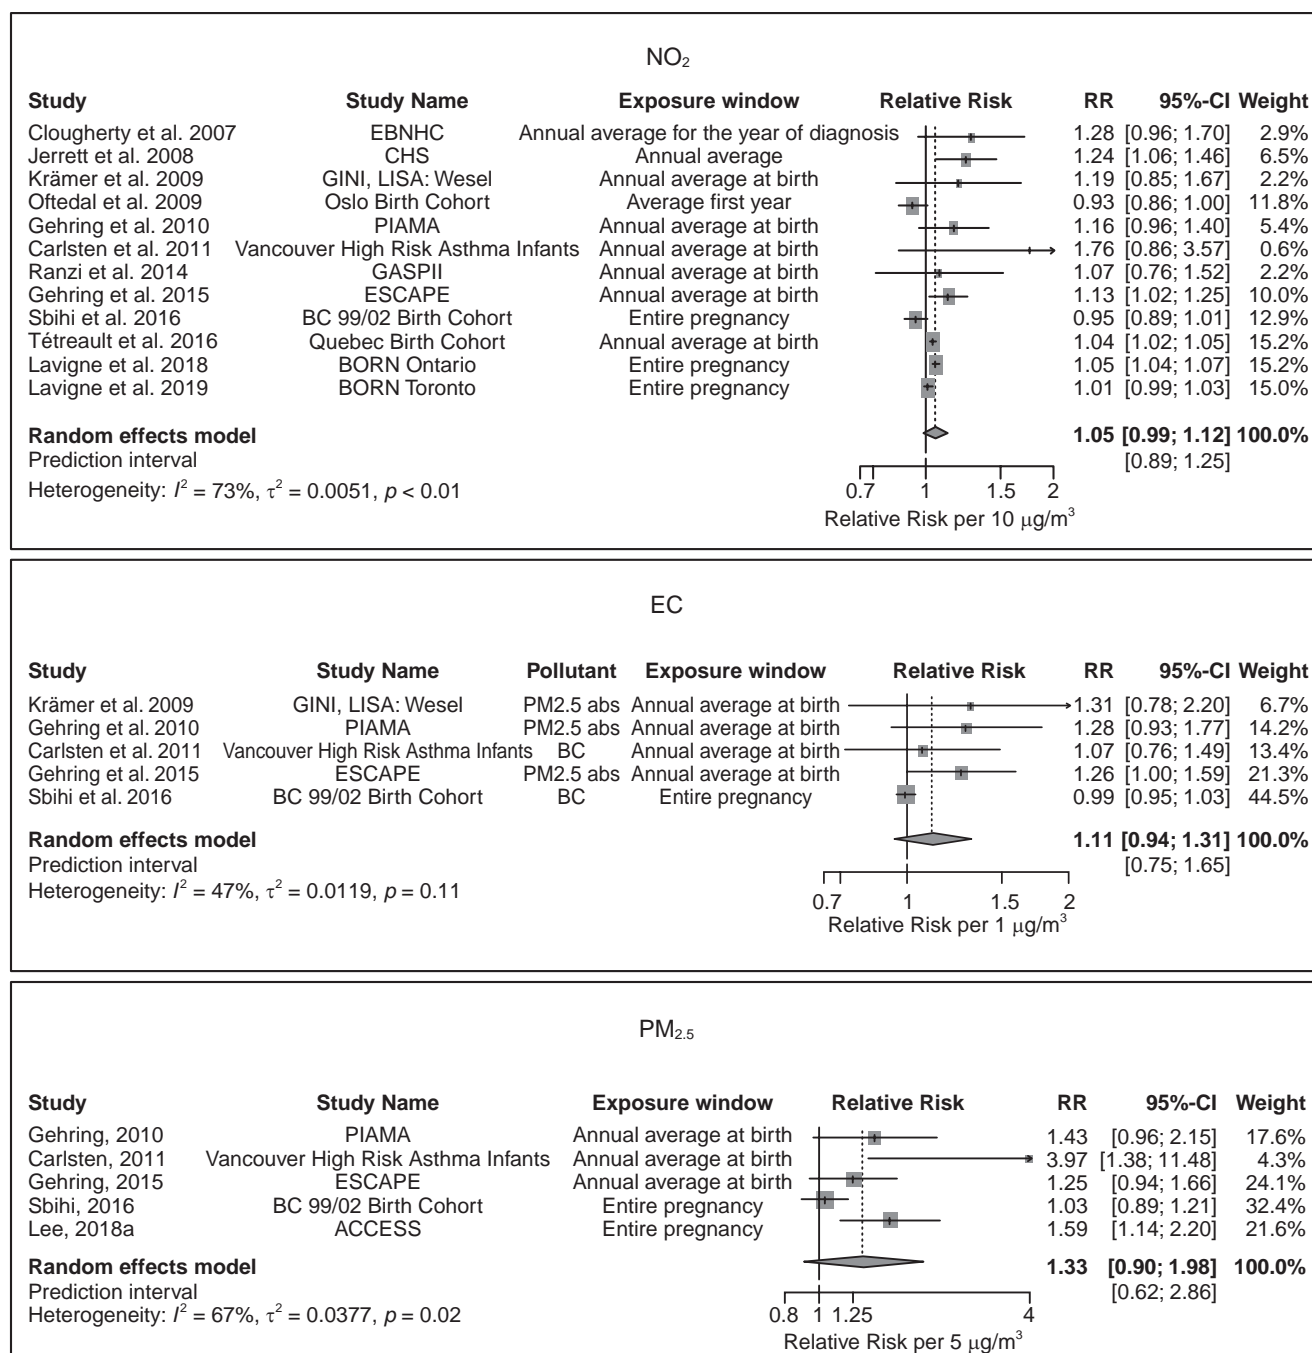 NO₂
Study Study Name Exposure window Relative Risk RR 95%-CI Weight
Clougherty et al. 2007 EBNHC Annual average for the year of diagnosis 1.28 [0.96; 1.70] 2.9%
Jerrett et al. 2008 CHS Annual average 1.24 [1.06; 1.46] 6.5%
Krämer et al. 2009 GINI, LISA: Wesel Annual average at birth 1.19 [0.85; 1.67] 2.2%
Oftedal et al. 2009 Oslo Birth Cohort Average first year 0.93 [0.86; 1.00] 11.8%
Gehring et al. 2010 PIAMA Annual average at birth 1.16 [0.96; 1.40] 5.4%
Carlsten et al. 2011 Vancouver High Risk Asthma Infants Annual average at birth 1.76 [0.86; 3.57] 0.6%
Ranzi et al. 2014 GASPII Annual average at birth 1.07 [0.76; 1.52] 2.2%
Gehring et al. 2015 ESCAPE Annual average at birth 1.13 [1.02; 1.25] 10.0%
Sbihi et al. 2016 BC 99/02 Birth Cohort Entire pregnancy 0.95 [0.89; 1.01] 12.9%
Tétreault et al. 2016 Quebec Birth Cohort Annual average at birth 1.04 [1.02; 1.05] 15.2%
Lavigne et al. 2018 BORN Ontario Entire pregnancy 1.05 [1.04; 1.07] 15.2%
Lavigne et al. 2019 BORN Toronto Entire pregnancy 1.01 [0.99; 1.03] 15.0%
Random effects model 1.05 [0.99; 1.12] 100.0%
Prediction interval [0.89; 1.25]
Heterogeneity: I² = 73%, τ² = 0.0051, p < 0.01
0.7 1 1.5 2
Relative Risk per 10 μg/m³
EC
Study Study Name Pollutant Exposure window Relative Risk RR 95%-CI Weight
Krämer et al. 2009 GINI, LISA: Wesel PM2.5 abs Annual average at birth 1.31 [0.78; 2.20] 6.7%
Gehring et al. 2010 PIAMA PM2.5 abs Annual average at birth 1.28 [0.93; 1.77] 14.2%
Carlsten et al. 2011 Vancouver High Risk Asthma Infants BC Annual average at birth 1.07 [0.76; 1.49] 13.4%
Gehring et al. 2015 ESCAPE PM2.5 abs Annual average at birth 1.26 [1.00; 1.59] 21.3%
Sbihi et al. 2016 BC 99/02 Birth Cohort BC Entire pregnancy 0.99 [0.95; 1.03] 44.5%
Random effects model 1.11 [0.94; 1.31] 100.0%
Prediction interval [0.75; 1.65]
Heterogeneity: I² = 47%, τ² = 0.0119, p = 0.11
0.7 1 1.5 2
Relative Risk per 1 μg/m³
PM₂.₅
Study Study Name Exposure window Relative Risk RR 95%-CI Weight
Gehring, 2010 PIAMA Annual average at birth 1.43 [0.96; 2.15] 17.6%
Carlsten, 2011 Vancouver High Risk Asthma Infants Annual average at birth 3.97 [1.38; 11.48] 4.3%
Gehring, 2015 ESCAPE Annual average at birth 1.25 [0.94; 1.66] 24.1%
Sbihi, 2016 BC 99/02 Birth Cohort Entire pregnancy 1.03 [0.89; 1.21] 32.4%
Lee, 2018a ACCESS Entire pregnancy 1.59 [1.14; 2.20] 21.6%
Random effects model 1.33 [0.90; 1.98] 100.0%
Prediction interval [0.62; 2.86]
Heterogeneity: I² = 67%, τ² = 0.0377, p = 0.02
0.8 1 1.25 4
Relative Risk per 5 μg/m³